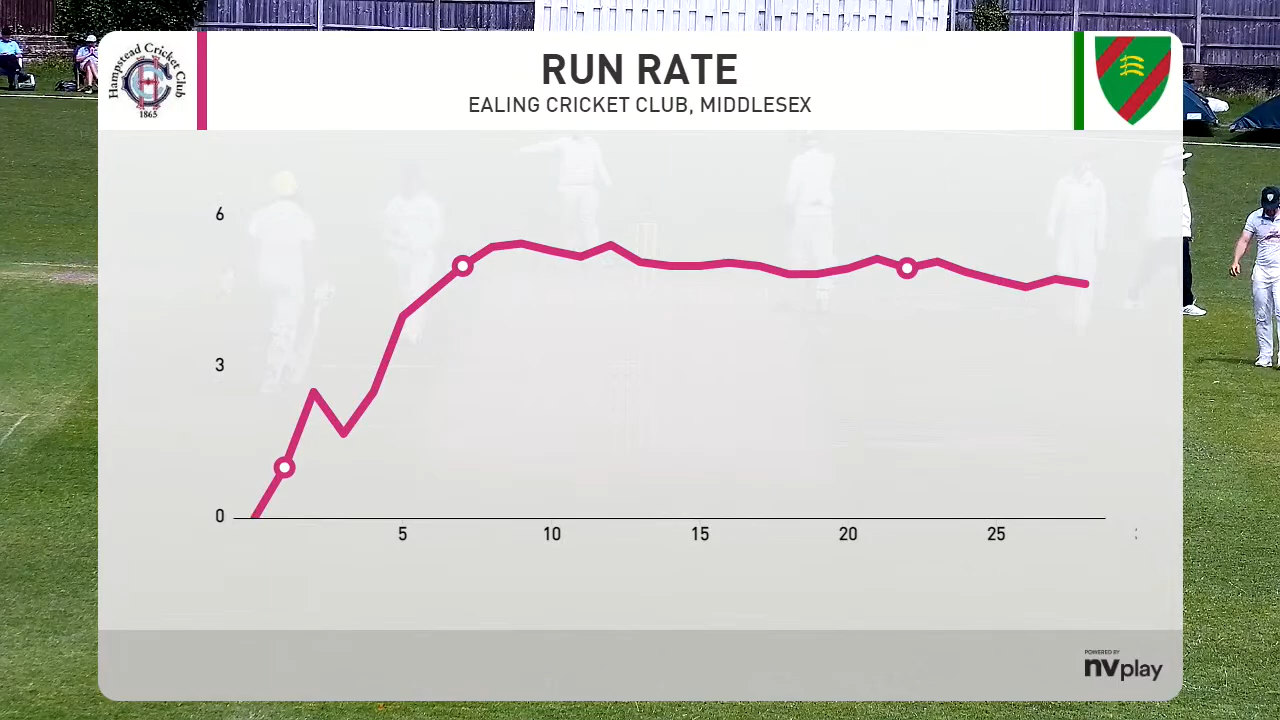 Hampstead Cricket Club
1865
RUN RATE
EALING CRICKET CLUB, MIDDLESEX
6
3
0
5
10
15
20
25
POWERED BY
nvplay